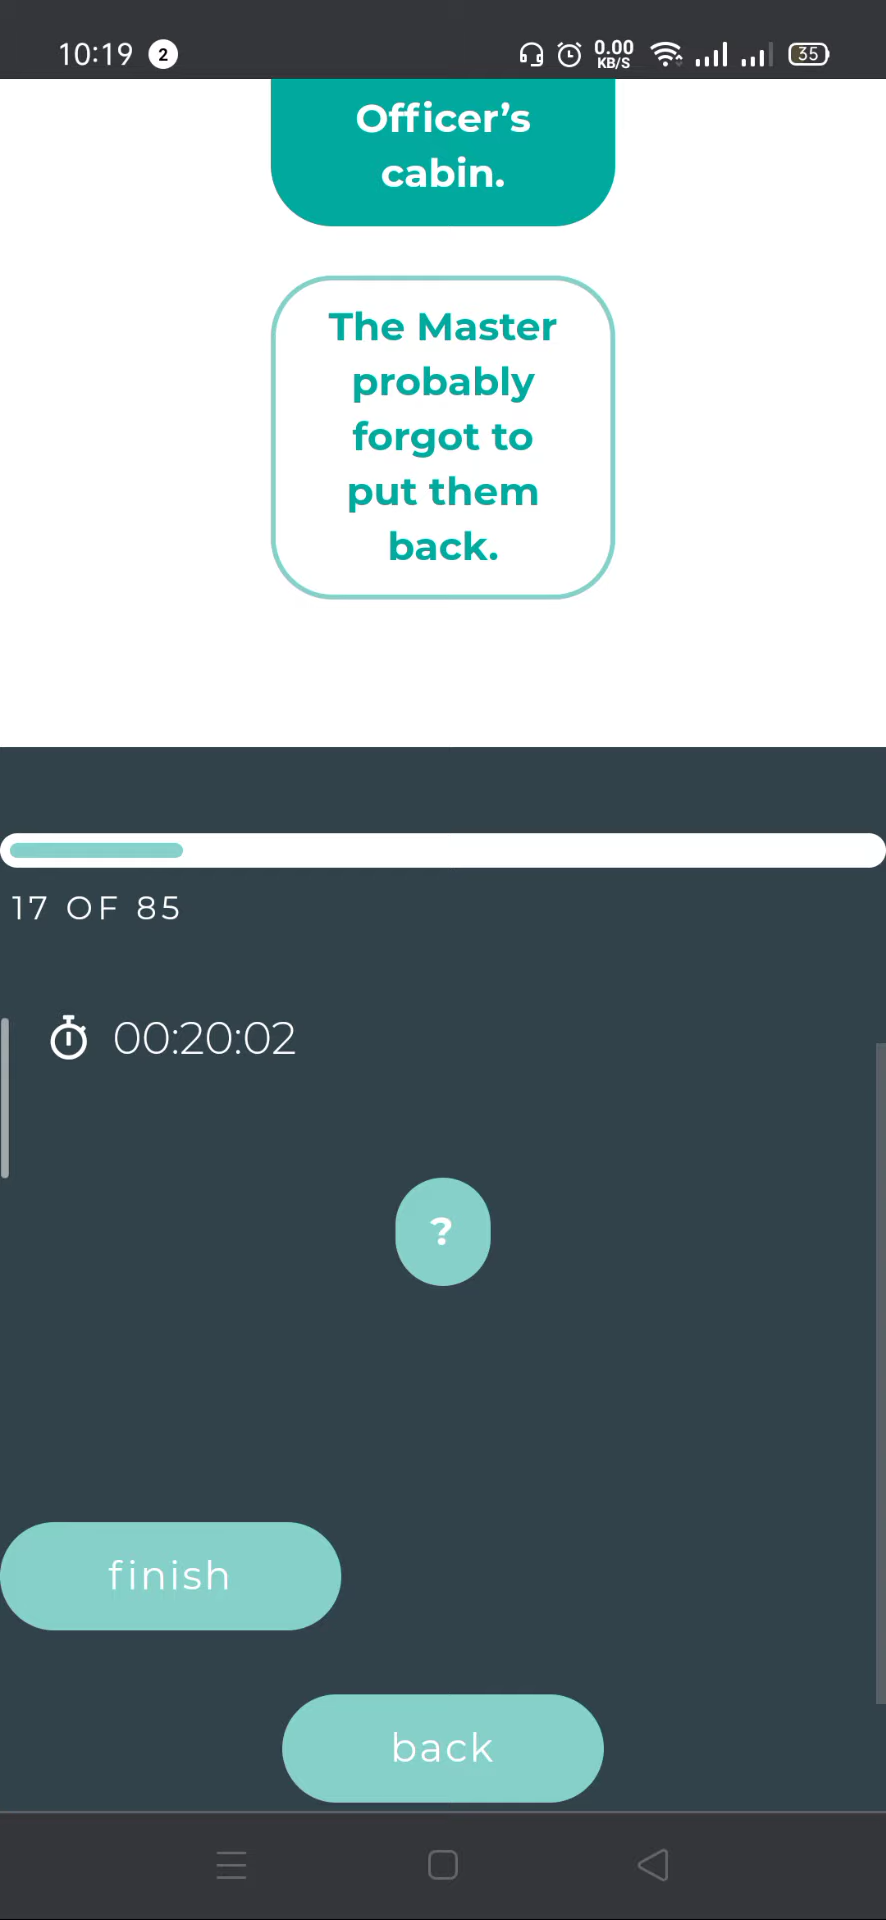 10:19 2 0.00 KB/S 35
Officer’s
cabin.
The Master
probably
forgot to
put them
back.
17 OF 85
00:20:02
?
finish
back